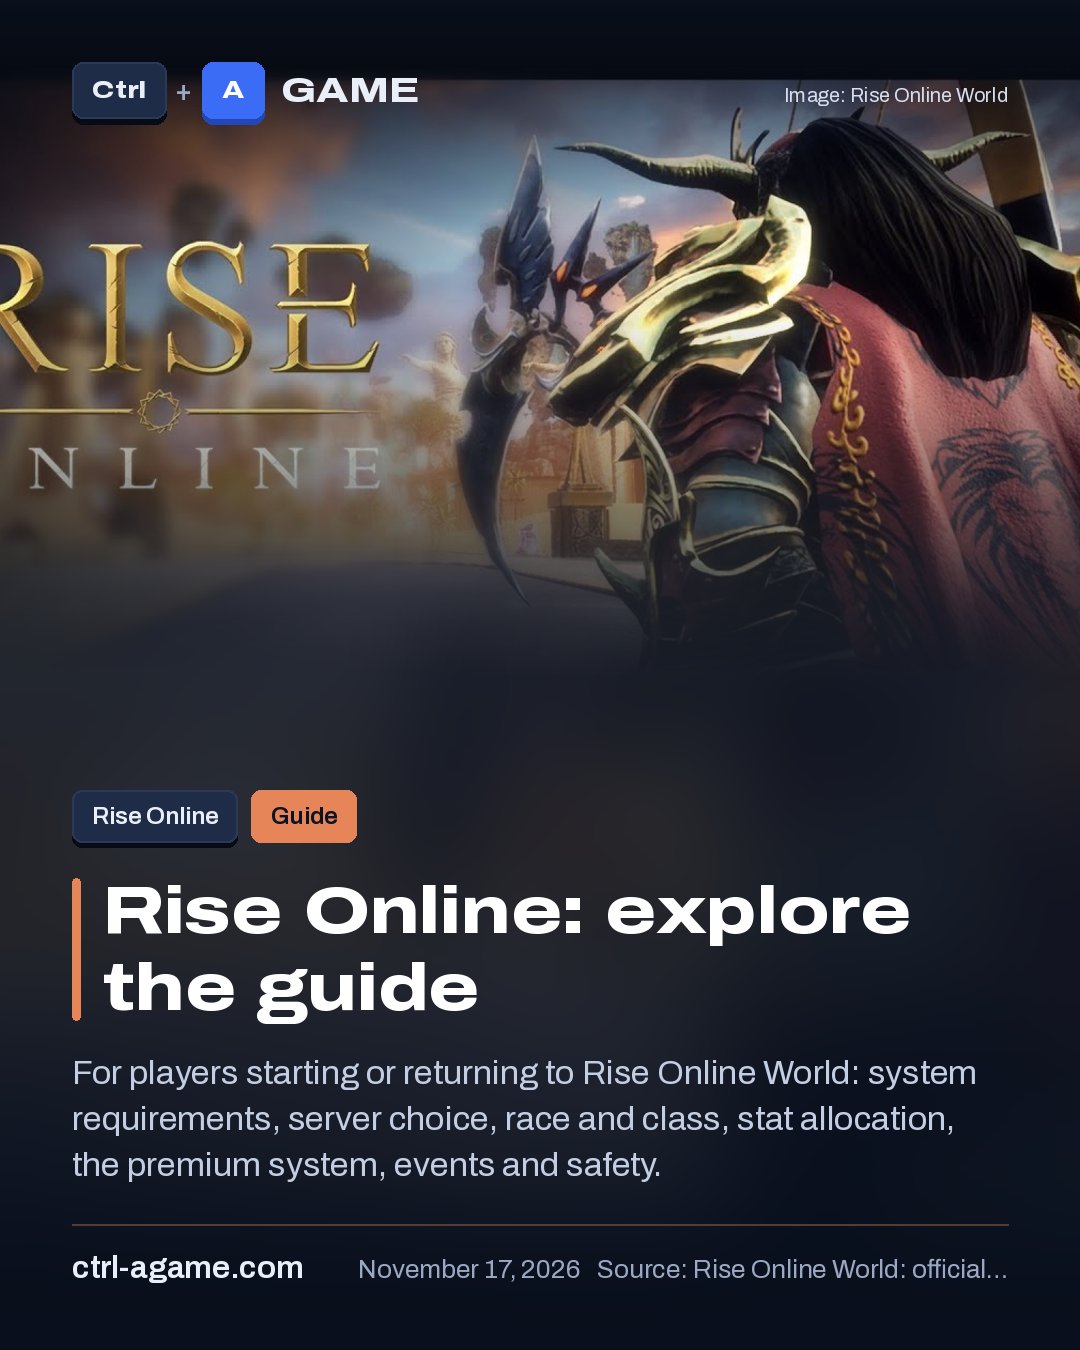 Ctrl + A GAME
Image: Rise Online World
RISE
NLINE
Rise Online Guide
Rise Online: explore
the guide
For players starting or returning to Rise Online World: system
requirements, server choice, race and class, stat allocation,
the premium system, events and safety.
ctrl-agame.com November 17, 2026 Source: Rise Online World: official...